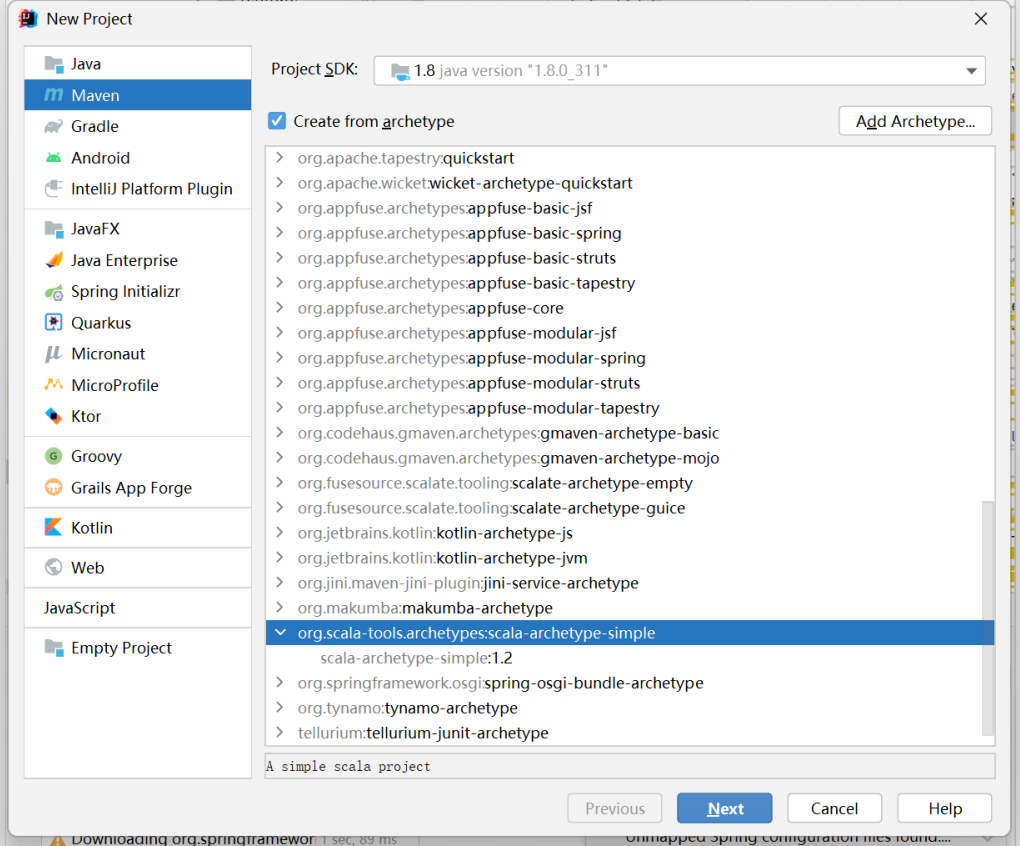 New Project
Java
Maven
Gradle
Android
IntelliJ Platform Plugin
JavaFX
Java Enterprise
Spring Initializr
Quarkus
Micronaut
MicroProfile
Ktor
Groovy
Grails App Forge
Kotlin
Web
JavaScript
Empty Project
Project SDK: 1.8 java version "1.8.0_311"
Create from archetype
Add Archetype...
org.apache.tapestry:quickstart
org.apache.wicket:wicket-archetype-quickstart
org.appfuse.archetypes:appfuse-basic-jsf
org.appfuse.archetypes:appfuse-basic-spring
org.appfuse.archetypes:appfuse-basic-struts
org.appfuse.archetypes:appfuse-basic-tapestry
org.appfuse.archetypes:appfuse-core
org.appfuse.archetypes:appfuse-modular-jsf
org.appfuse.archetypes:appfuse-modular-spring
org.appfuse.archetypes:appfuse-modular-struts
org.appfuse.archetypes:appfuse-modular-tapestry
org.codehaus.gmaven.archetypes:gmaven-archetype-basic
org.codehaus.gmaven.archetypes:gmaven-archetype-mojo
org.fusesource.scalate.tooling:scalate-archetype-empty
org.fusesource.scalate.tooling:scalate-archetype-guice
org.jetbrains.kotlin:kotlin-archetype-js
org.jetbrains.kotlin:kotlin-archetype-jvm
org.jini.maven-jini-plugin:jini-service-archetype
org.makumba:makumba-archetype
org.scala-tools.archetypes:scala-archetype-simple
scala-archetype-simple:1.2
org.springframework.osgi:spring-osgi-bundle-archetype
org.tynamo:tynamo-archetype
tellurium:tellurium-junit-archetype
A simple scala project
Previous
Next
Cancel
Help
Downloading org.springframewor 1 sec, 89 ms
Unmapped Spring configuration files found....